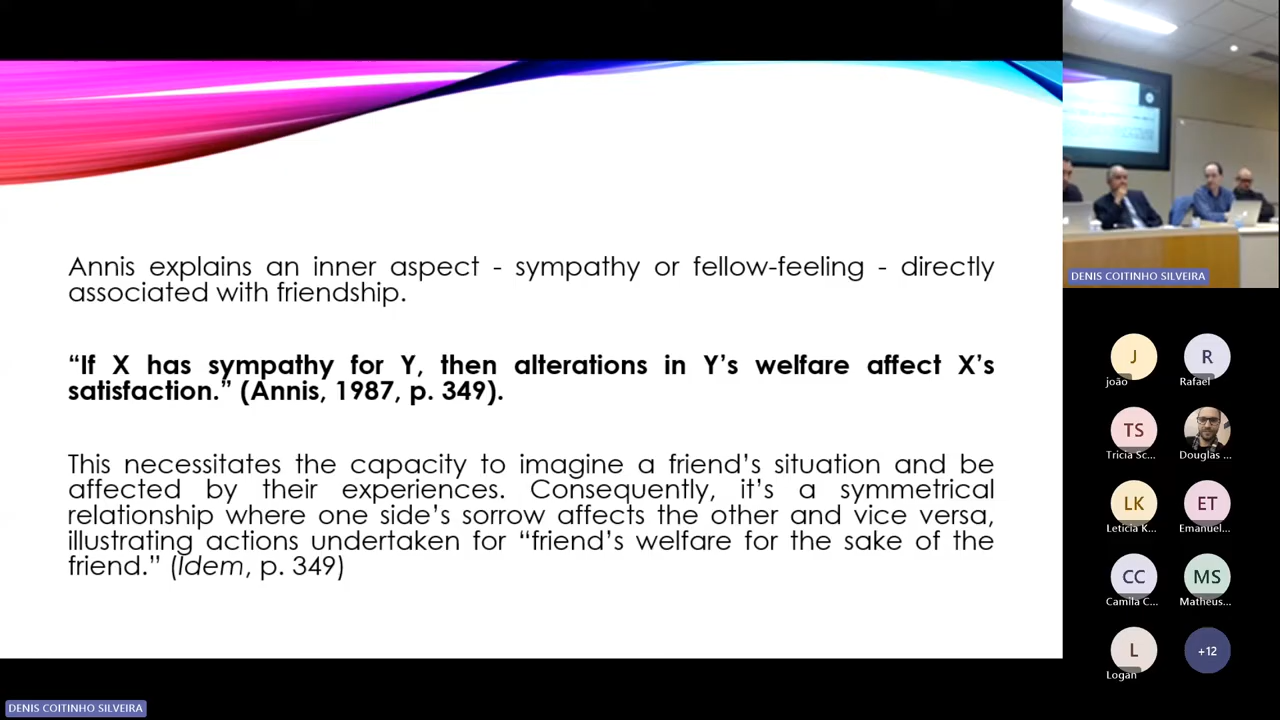 Annis explains an inner aspect - sympathy or fellow-feeling - directly
associated with friendship.
“If X has sympathy for Y, then alterations in Y’s welfare affect X’s
satisfaction.” (Annis, 1987, p. 349).
This necessitates the capacity to imagine a friend’s situation and be
affected by their experiences. Consequently, it’s a symmetrical
relationship where one side’s sorrow affects the other and vice versa,
illustrating actions undertaken for “friend’s welfare for the sake of the
friend.” (Idem, p. 349)
DENIS COITINHO SILVEIRA
J
R
joão
Rafael
TS
Tricia Sc...
Douglas ...
LK
ET
Leticia K...
Emanuel...
CC
MS
Camila C...
Matheus...
L
+12
Logan
DENIS COITINHO SILVEIRA